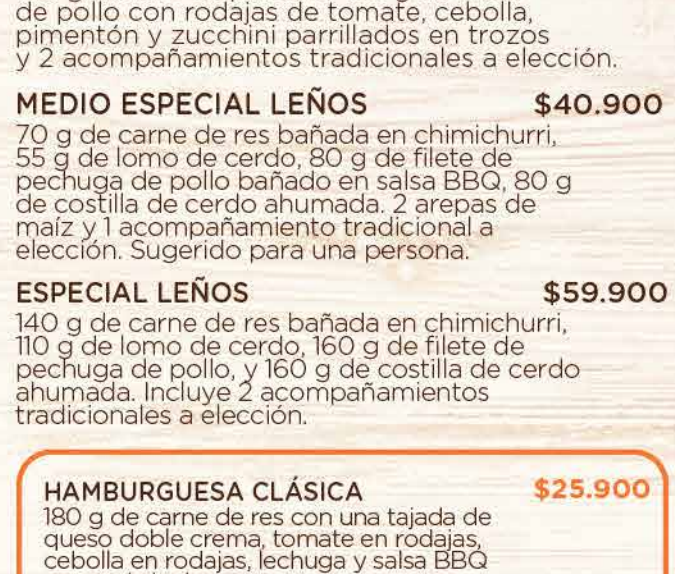 de pollo con rodajas de tomate, cebolla,
pimentón y zucchini parrillados en trozos
y 2 acompañamientos tradicionales a elección.
MEDIO ESPECIAL LEÑOS $40.900
70 g de carne de res bañada en chimichurri,
55 g de lomo de cerdo, 80 g de filete de
pechuga de pollo bañado en salsa BBQ, 80 g
de costilla de cerdo ahumada. 2 arepas de
maíz y 1 acompañamiento tradicional a
elección. Sugerido para una persona.
ESPECIAL LEÑOS $59.900
140 g de carne de res bañada en chimichurri,
110 g de lomo de cerdo, 160 g de filete de
pechuga de pollo, y 160 g de costilla de cerdo
ahumada. Incluye 2 acompañamientos
tradicionales a elección.
HAMBURGUESA CLÁSICA $25.900
180 g de carne de res con una tajada de
queso doble crema, tomate en rodajas,
cebolla en rodajas, lechuga y salsa BBQ